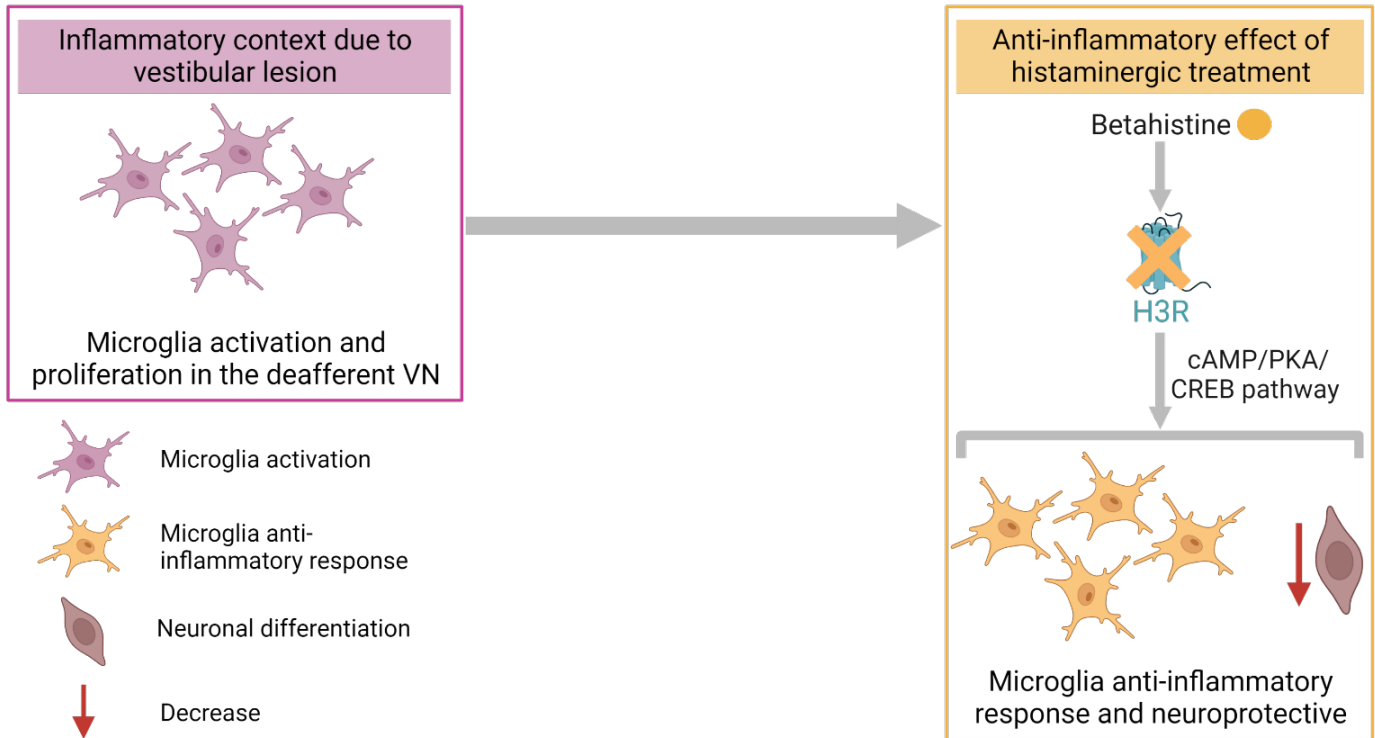 Inflammatory context due to
vestibular lesion
Microglia activation and
proliferation in the deafferent VN
Microglia activation
Microglia anti-
inflammatory response
Neuronal differentiation
Decrease
Anti-inflammatory effect of
histaminergic treatment
Betahistine
H3R
cAMP/PKA/
CREB pathway
Microglia anti-inflammatory
response and neuroprotective